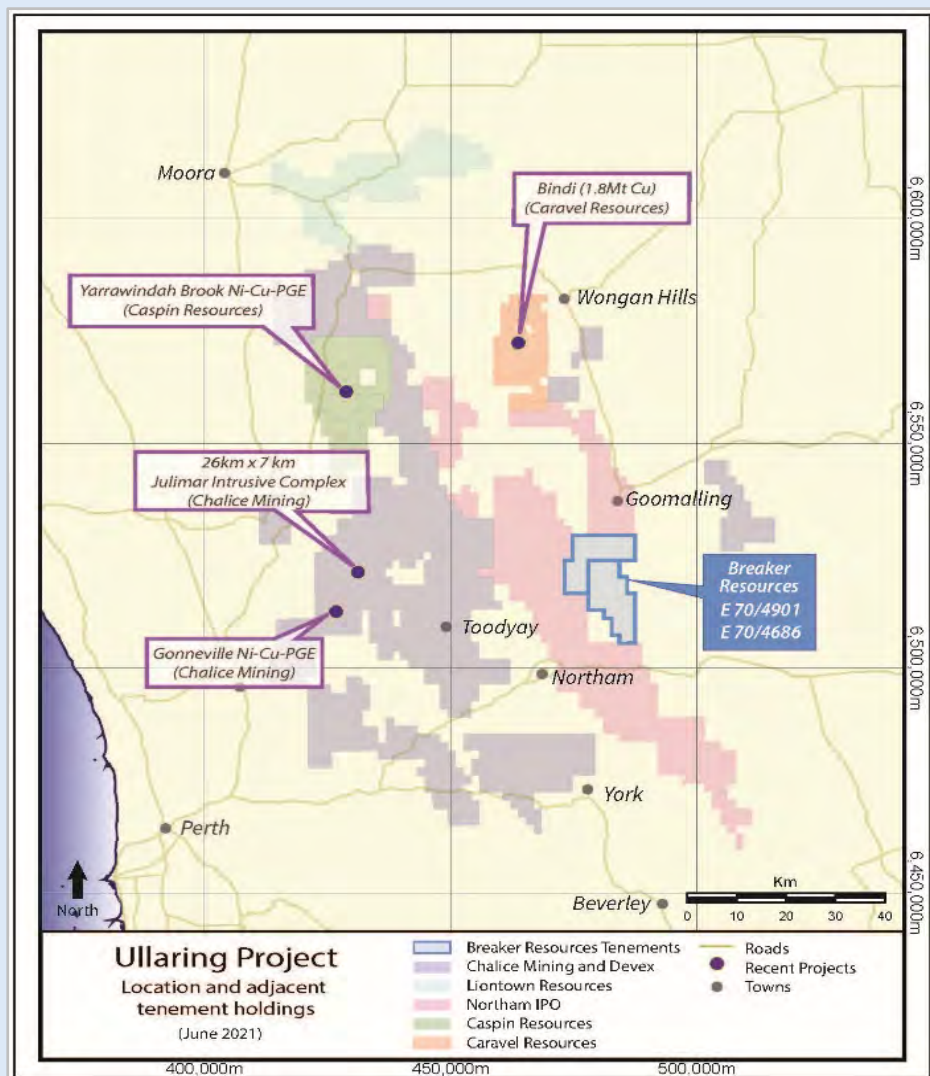 Moora
Bindi (1.8Mt Cu)
(Caravel Resources)
6,600,000m
Yarrawindah Brook Ni-Cu-PGE
(Caspin Resources)
Wongan Hills
6,550,000m
26km x 7 km
Julimar Intrusive Complex
(Chalice Mining)
Goomalling
Breaker
Resources
E 70/4901
E 70/4686
Toodyay
Gonneville Ni-Cu-PGE
(Chalice Mining)
Northam
6,500,000m
York
Perth
North
Beverley
Km
0 10 20 30 40
6,450,000m
Ullaring Project
Location and adjacent
tenement holdings
(June 2021)
Breaker Resources Tenements
Chalice Mining and Devex
Liontown Resources
Northam IPO
Caspin Resources
Caravel Resources
Roads
Recent Projects
Towns
400,000m 450,000m 500,000m